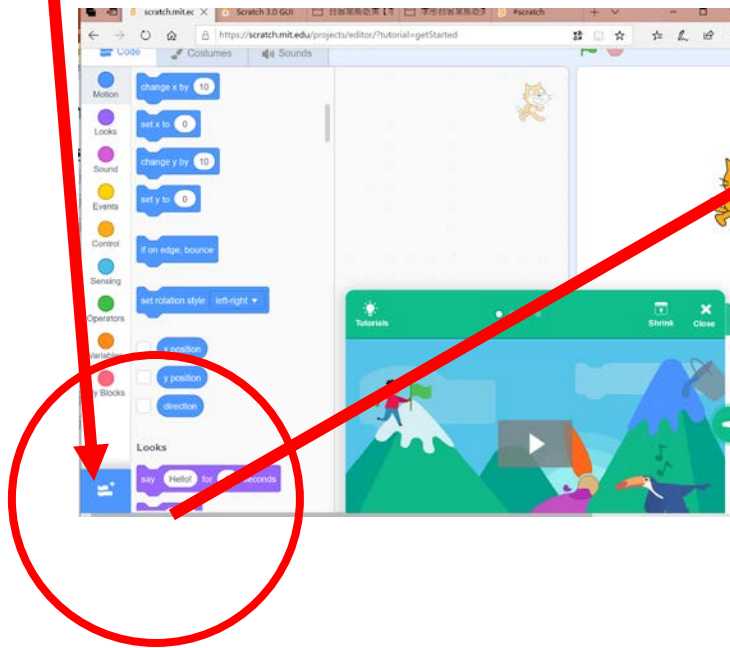 scratch.mit.ec
Scratch 3.0 GUI
#scratch
https://scratch.mit.edu/projects/editor/?tutorial=getStarted
Code
Costumes
Sounds
Motion
Looks
Sound
Events
Control
Sensing
Operators
Variables
y Blocks
change x by 10
set x to 0
change y by 10
set y to 0
if on edge, bounce
set rotation style left-right
x position
y position
direction
Looks
say Hello! for seconds
Tutorials
Shrink
Close